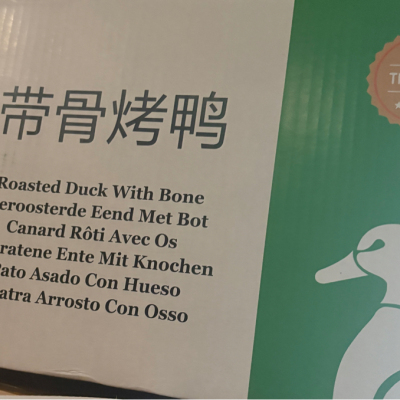 带骨烤鸭
Roasted Duck With Bone
eroosterde Eend Met Bot
Canard Rôti Avec Os
ratene Ente Mit Knochen
ato Asado Con Hueso
atra Arrosto Con Osso
T